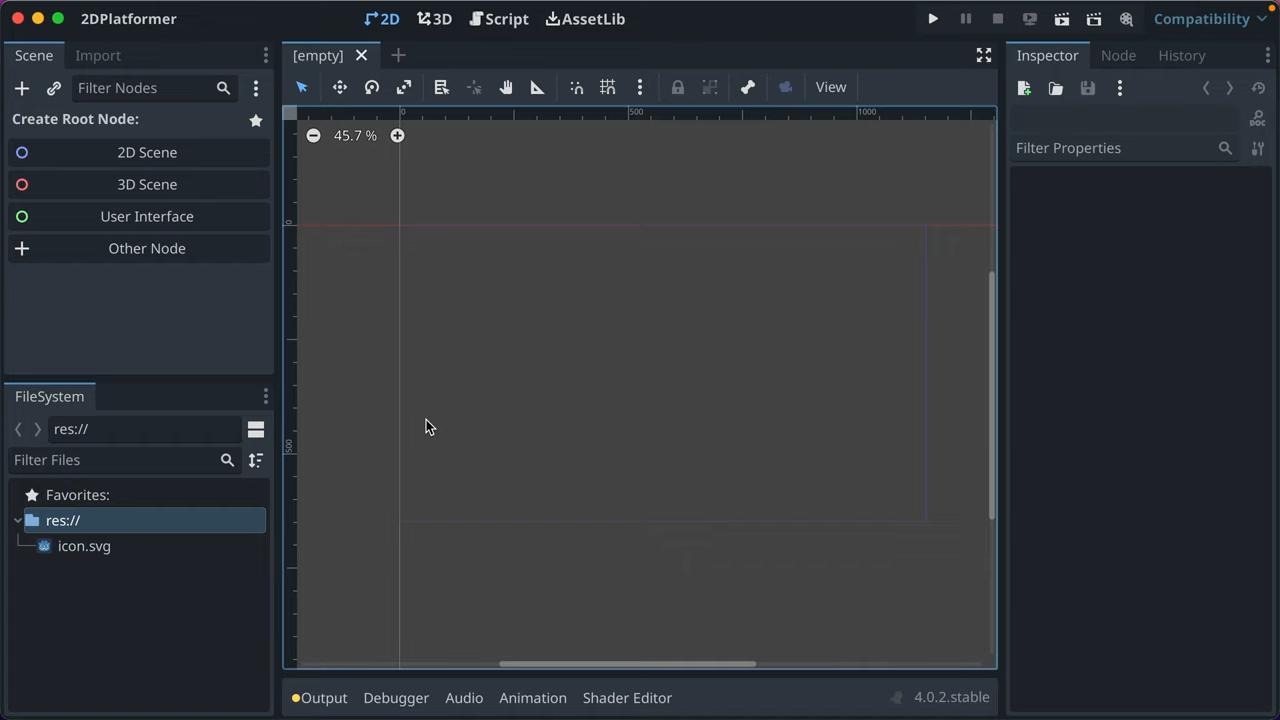 2DPlatformer
2D
3D
Script
AssetLib
Compatibility
Scene
Import
[empty]
Inspector
Node
History
Filter Nodes
View
Create Root Node:
0
500
1000
45.7 %
2D Scene
3D Scene
User Interface
Other Node
DOC
Filter Properties
0
500
FileSystem
res://
Filter Files
Favorites:
res://
icon.svg
Output
Debugger
Audio
Animation
Shader Editor
4.0.2.stable